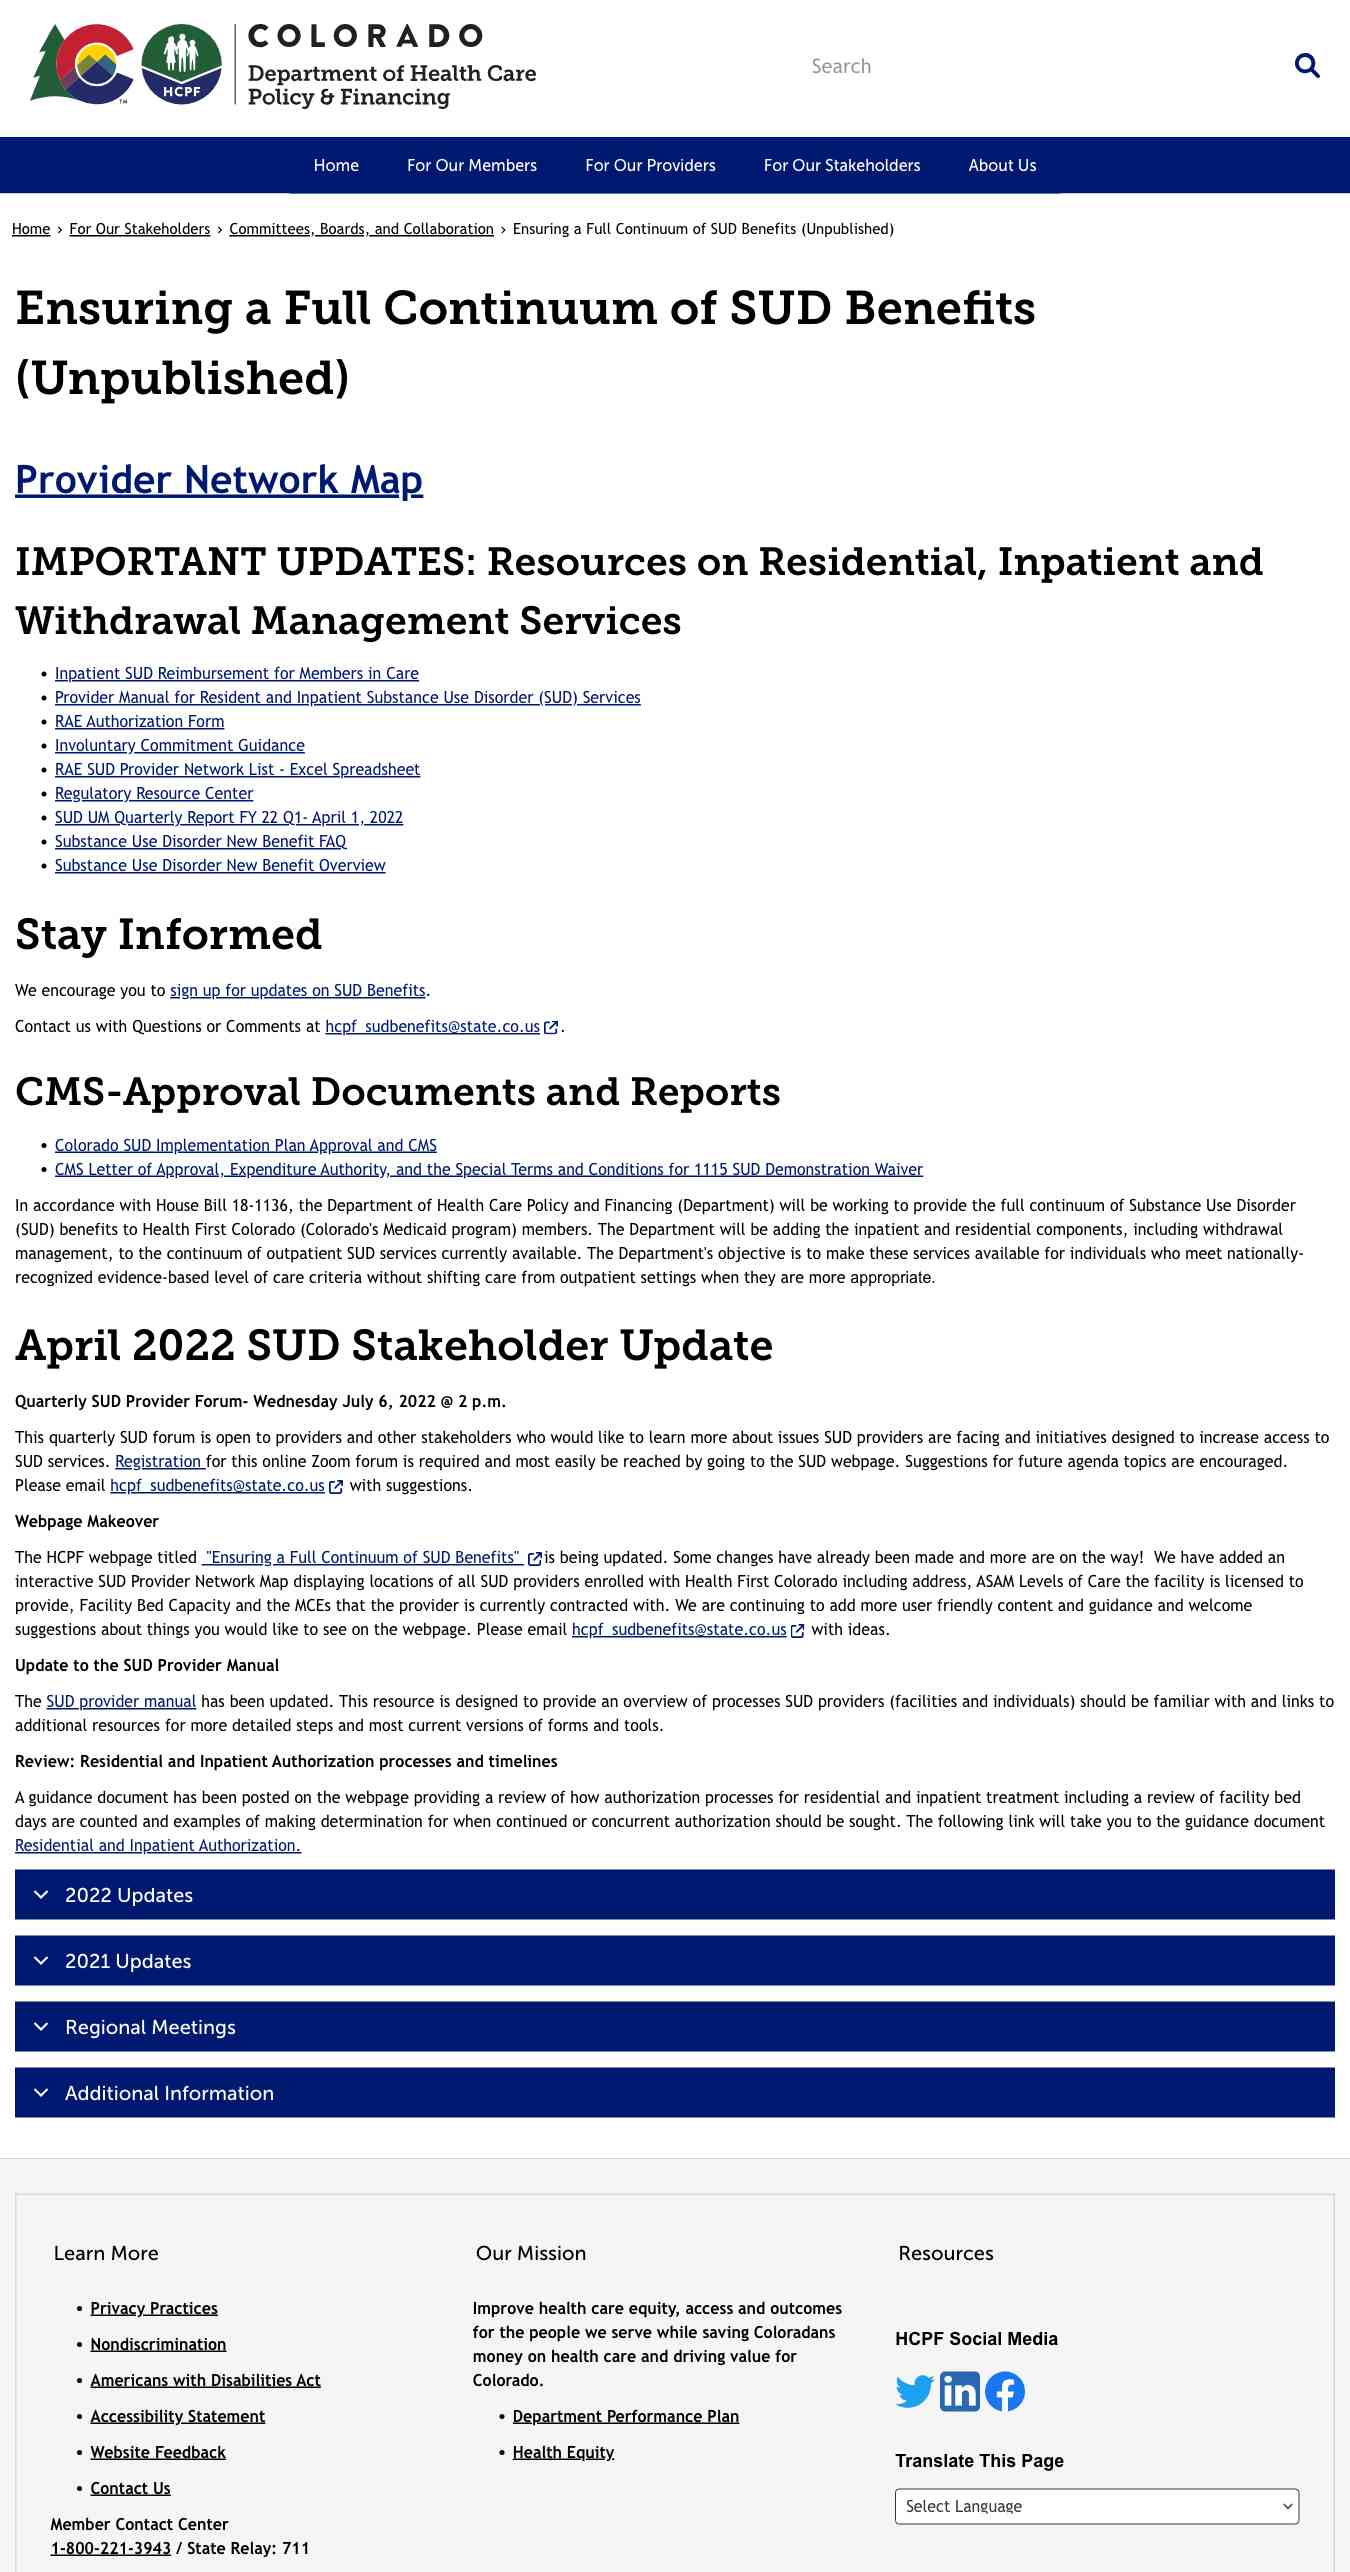 COLORADO
Department of Health Care
Policy & Financing
HCPF
TM
Search
Home For Our Members For Our Providers For Our Stakeholders About Us
Home › For Our Stakeholders › Committees, Boards, and Collaboration › Ensuring a Full Continuum of SUD Benefits (Unpublished)
Ensuring a Full Continuum of SUD Benefits
(Unpublished)
Provider Network Map
IMPORTANT UPDATES: Resources on Residential, Inpatient and
Withdrawal Management Services
• Inpatient SUD Reimbursement for Members in Care
• Provider Manual for Resident and Inpatient Substance Use Disorder (SUD) Services
• RAE Authorization Form
• Involuntary Commitment Guidance
• RAE SUD Provider Network List - Excel Spreadsheet
• Regulatory Resource Center
• SUD UM Quarterly Report FY 22 Q1- April 1, 2022
• Substance Use Disorder New Benefit FAQ
• Substance Use Disorder New Benefit Overview
Stay Informed
We encourage you to sign up for updates on SUD Benefits.
Contact us with Questions or Comments at hcpf_sudbenefits@state.co.us .
CMS-Approval Documents and Reports
• Colorado SUD Implementation Plan Approval and CMS
• CMS Letter of Approval, Expenditure Authority, and the Special Terms and Conditions for 1115 SUD Demonstration Waiver
In accordance with House Bill 18-1136, the Department of Health Care Policy and Financing (Department) will be working to provide the full continuum of Substance Use Disorder
(SUD) benefits to Health First Colorado (Colorado's Medicaid program) members. The Department will be adding the inpatient and residential components, including withdrawal
management, to the continuum of outpatient SUD services currently available. The Department's objective is to make these services available for individuals who meet nationally-
recognized evidence-based level of care criteria without shifting care from outpatient settings when they are more appropriate.
April 2022 SUD Stakeholder Update
Quarterly SUD Provider Forum- Wednesday July 6, 2022 @ 2 p.m.
This quarterly SUD forum is open to providers and other stakeholders who would like to learn more about issues SUD providers are facing and initiatives designed to increase access to
SUD services. Registration for this online Zoom forum is required and most easily be reached by going to the SUD webpage. Suggestions for future agenda topics are encouraged.
Please email hcpf_sudbenefits@state.co.us with suggestions.
Webpage Makeover
The HCPF webpage titled "Ensuring a Full Continuum of SUD Benefits" is being updated. Some changes have already been made and more are on the way! We have added an
interactive SUD Provider Network Map displaying locations of all SUD providers enrolled with Health First Colorado including address, ASAM Levels of Care the facility is licensed to
provide, Facility Bed Capacity and the MCEs that the provider is currently contracted with. We are continuing to add more user friendly content and guidance and welcome
suggestions about things you would like to see on the webpage. Please email hcpf_sudbenefits@state.co.us with ideas.
Update to the SUD Provider Manual
The SUD provider manual has been updated. This resource is designed to provide an overview of processes SUD providers (facilities and individuals) should be familiar with and links to
additional resources for more detailed steps and most current versions of forms and tools.
Review: Residential and Inpatient Authorization processes and timelines
A guidance document has been posted on the webpage providing a review of how authorization processes for residential and inpatient treatment including a review of facility bed
days are counted and examples of making determination for when continued or concurrent authorization should be sought. The following link will take you to the guidance document
Residential and Inpatient Authorization.
2022 Updates
2021 Updates
Regional Meetings
Additional Information
Learn More
• Privacy Practices
• Nondiscrimination
• Americans with Disabilities Act
• Accessibility Statement
• Website Feedback
• Contact Us
Member Contact Center
1-800-221-3943 / State Relay: 711
Our Mission
Improve health care equity, access and outcomes
for the people we serve while saving Coloradans
money on health care and driving value for
Colorado.
• Department Performance Plan
• Health Equity
Resources
HCPF Social Media
in
Translate This Page
Select Language